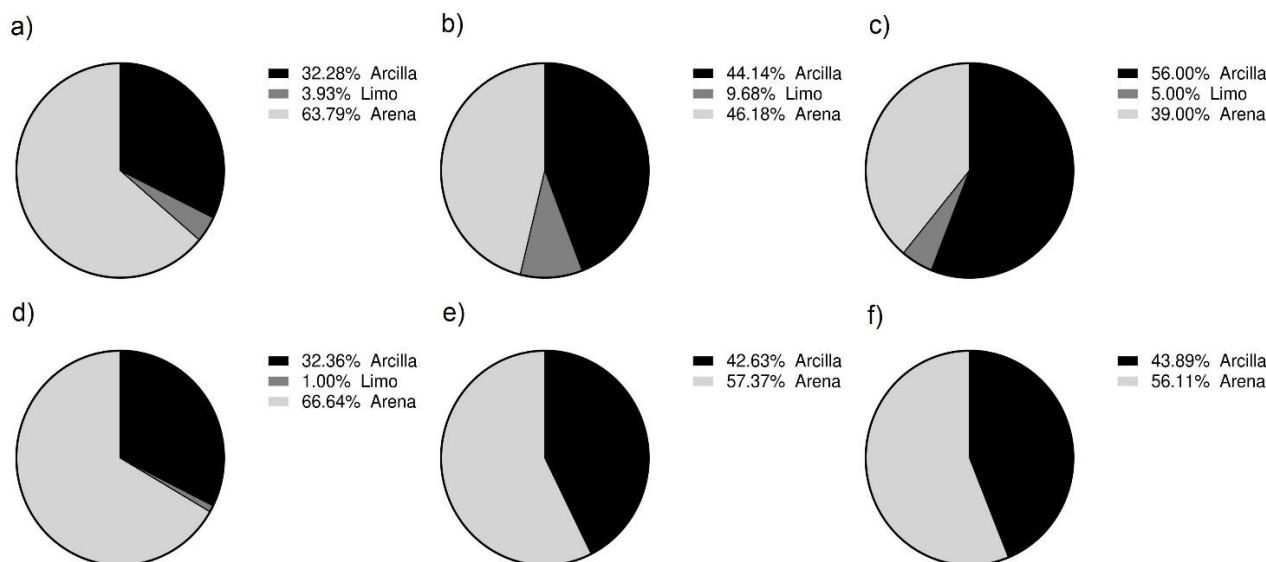 a)
32.28% Arcilla
3.93% Limo
63.79% Arena
b)
44.14% Arcilla
9.68% Limo
46.18% Arena
c)
56.00% Arcilla
5.00% Limo
39.00% Arena
d)
32.36% Arcilla
1.00% Limo
66.64% Arena
e)
42.63% Arcilla
57.37% Arena
f)
43.89% Arcilla
56.11% Arena